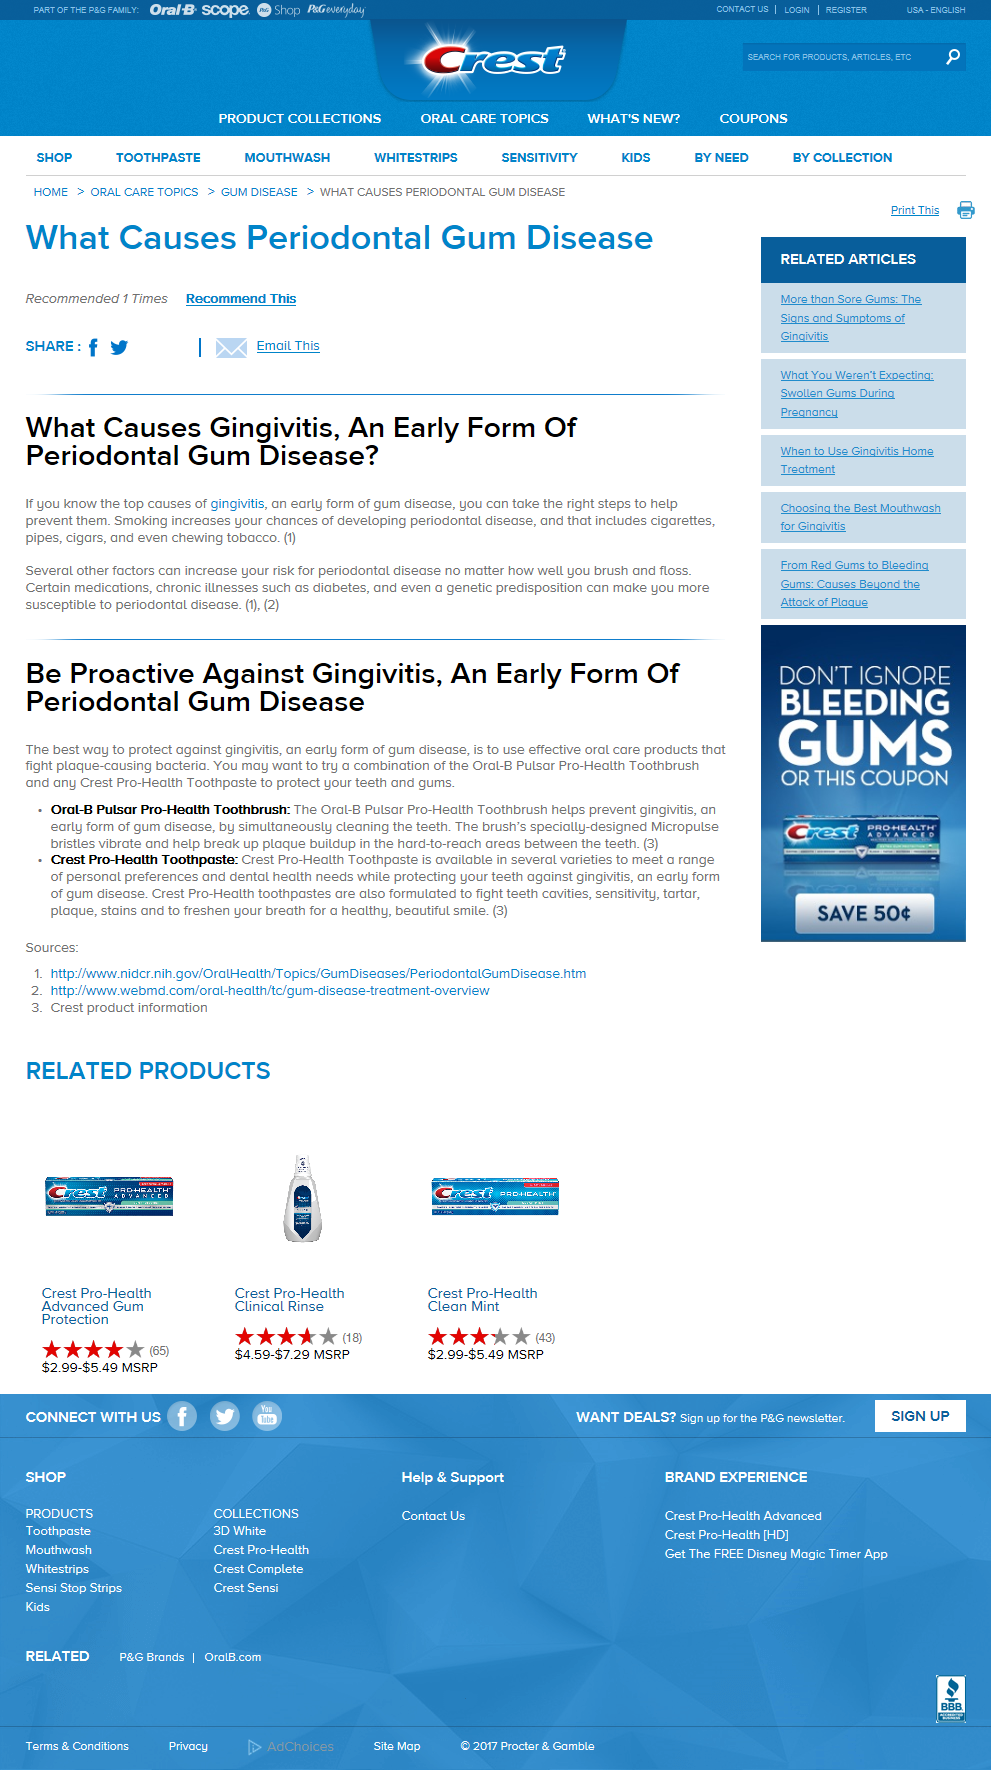 PART OF THE P&G FAMILY: Oral-B scope P&G Shop P&G everyday
CONTACT US | LOGIN | REGISTER USA - ENGLISH
Crest
SEARCH FOR PRODUCTS, ARTICLES, ETC
PRODUCT COLLECTIONS ORAL CARE TOPICS WHAT'S NEW? COUPONS
SHOP TOOTHPASTE MOUTHWASH WHITESTRIPS SENSITIVITY KIDS BY NEED BY COLLECTION
HOME > ORAL CARE TOPICS > GUM DISEASE > WHAT CAUSES PERIODONTAL GUM DISEASE
Print This
What Causes Periodontal Gum Disease
Recommended 1 Times Recommend This
SHARE : | Email This
What Causes Gingivitis, An Early Form Of
Periodontal Gum Disease?
If you know the top causes of gingivitis, an early form of gum disease, you can take the right steps to help
prevent them. Smoking increases your chances of developing periodontal disease, and that includes cigarettes,
pipes, cigars, and even chewing tobacco. (1)
Several other factors can increase your risk for periodontal disease no matter how well you brush and floss.
Certain medications, chronic illnesses such as diabetes, and even a genetic predisposition can make you more
susceptible to periodontal disease. (1), (2)
Be Proactive Against Gingivitis, An Early Form Of
Periodontal Gum Disease
The best way to protect against gingivitis, an early form of gum disease, is to use effective oral care products that
fight plaque-causing bacteria. You may want to try a combination of the Oral-B Pulsar Pro-Health Toothbrush
and any Crest Pro-Health Toothpaste to protect your teeth and gums.
• Oral-B Pulsar Pro-Health Toothbrush: The Oral-B Pulsar Pro-Health Toothbrush helps prevent gingivitis, an
early form of gum disease, by simultaneously cleaning the teeth. The brush's specially-designed Micropulse
bristles vibrate and help break up plaque buildup in the hard-to-reach areas between the teeth. (3)
• Crest Pro-Health Toothpaste: Crest Pro-Health Toothpaste is available in several varieties to meet a range
of personal preferences and dental health needs while protecting your teeth against gingivitis, an early form
of gum disease. Crest Pro-Health toothpastes are also formulated to fight teeth cavities, sensitivity, tartar,
plaque, stains and to freshen your breath for a healthy, beautiful smile. (3)
Sources:
1. http://www.nidcr.nih.gov/OralHealth/Topics/GumDiseases/PeriodontalGumDisease.htm
2. http://www.webmd.com/oral-health/tc/gum-disease-treatment-overview
3. Crest product information
RELATED ARTICLES
More than Sore Gums: The
Signs and Symptoms of
Gingivitis
What You Weren't Expecting:
Swollen Gums During
Pregnancy
When to Use Gingivitis Home
Treatment
Choosing the Best Mouthwash
for Gingivitis
From Red Gums to Bleeding
Gums: Causes Beyond the
Attack of Plaque
DON'T IGNORE
BLEEDING
GUMS
OR THIS COUPON
Crest PRO-HEALTH
ADVANCED
SAVE 50¢
RELATED PRODUCTS
Crest PRO-HEALTH
ADVANCED
Crest PRO-HEALTH
Crest Pro-Health
Advanced Gum
Protection
(65)
$2.99-$5.49 MSRP
Crest Pro-Health
Clinical Rinse
(18)
$4.59-$7.29 MSRP
Crest Pro-Health
Clean Mint
(43)
$2.99-$5.49 MSRP
CONNECT WITH US You Tube
WANT DEALS? Sign up for the P&G newsletter. SIGN UP
SHOP
PRODUCTS
Toothpaste
Mouthwash
Whitestrips
Sensi Stop Strips
Kids
COLLECTIONS
3D White
Crest Pro-Health
Crest Complete
Crest Sensi
Help & Support
Contact Us
BRAND EXPERIENCE
Crest Pro-Health Advanced
Crest Pro-Health [HD]
Get The FREE Disney Magic Timer App
RELATED P&G Brands | OralB.com
BBB
ACCREDITED
BUSINESS
Terms & Conditions Privacy AdChoices Site Map © 2017 Procter & Gamble